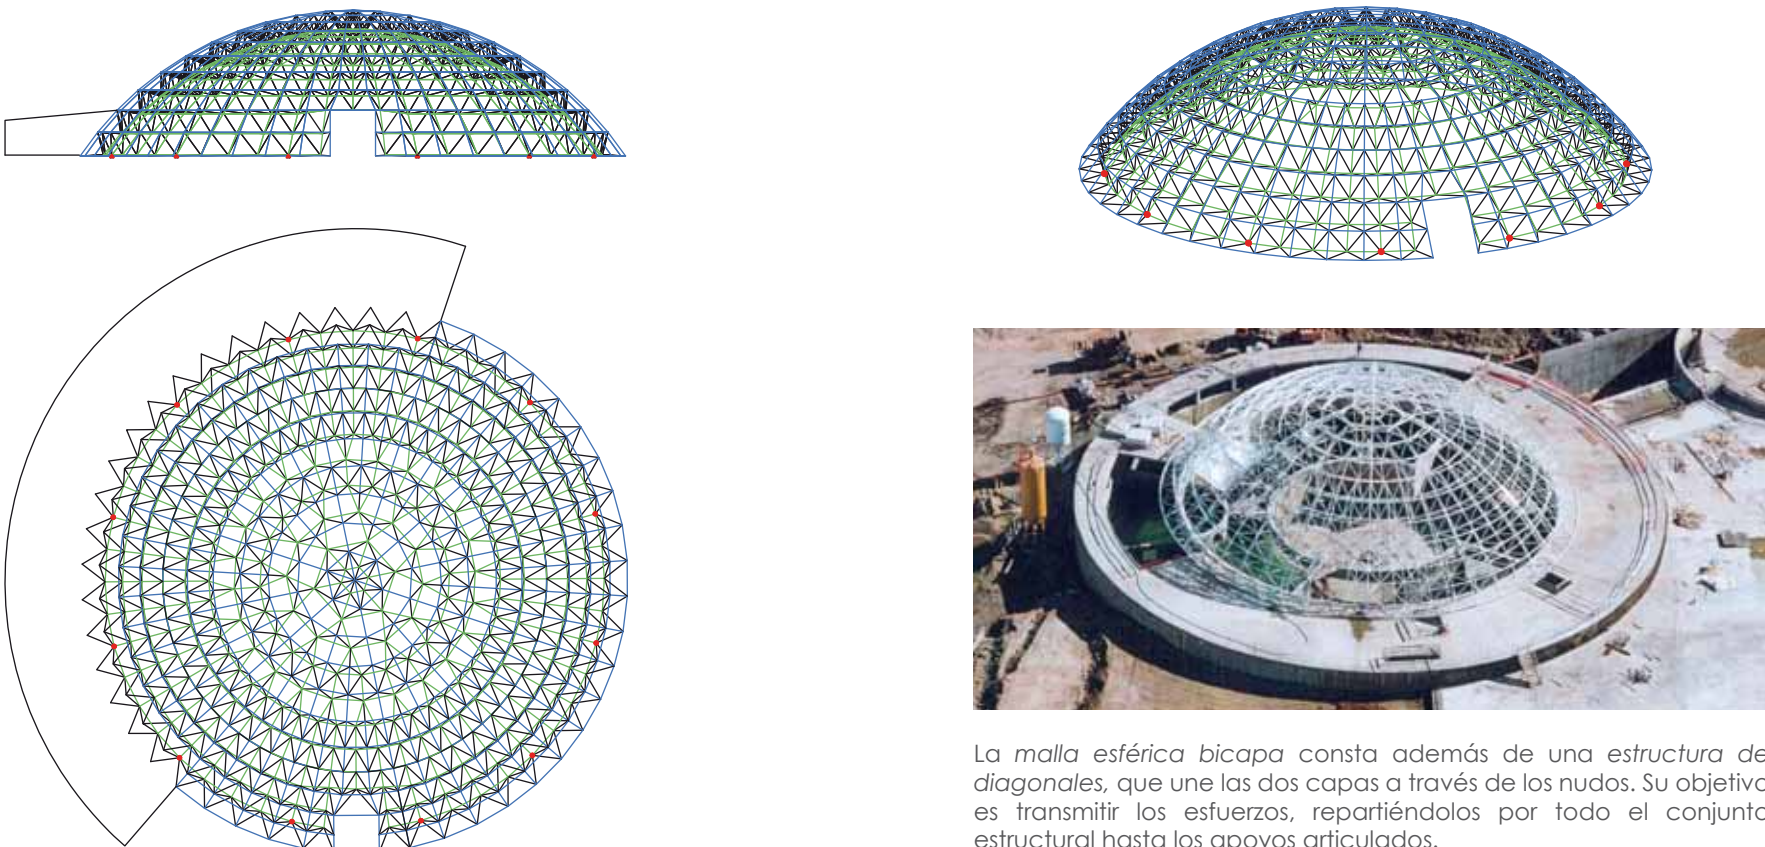 La malla esférica bicapa consta además de una estructura de
diagonales, que une las dos capas a través de los nudos. Su objetivo
es transmitir los esfuerzos, repartiéndolos por todo el conjunto
estructural hasta los apoyos articulados.